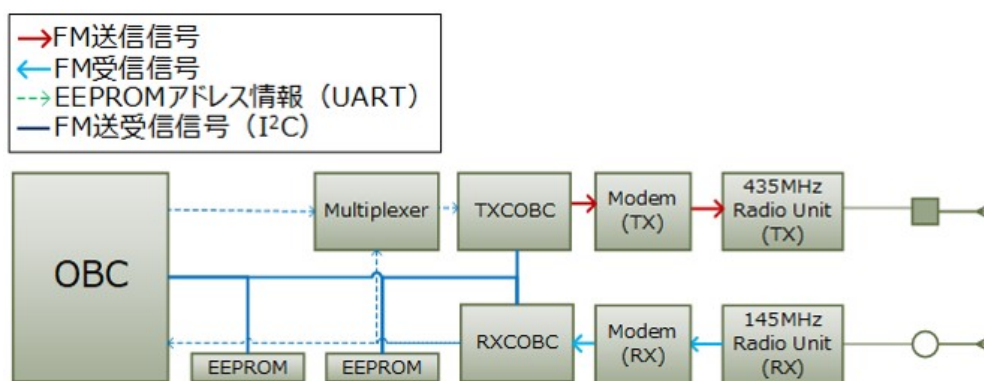 FM送信信号
FM受信信号
EEPROMアドレス情報（UART）
FM送受信信号（I²C）
OBC
Multiplexer
TXCOBC
Modem
(TX)
435MHz
Radio Unit
(TX)
EEPROM
EEPROM
RXCOBC
Modem
(RX)
145MHz
Radio Unit
(RX)